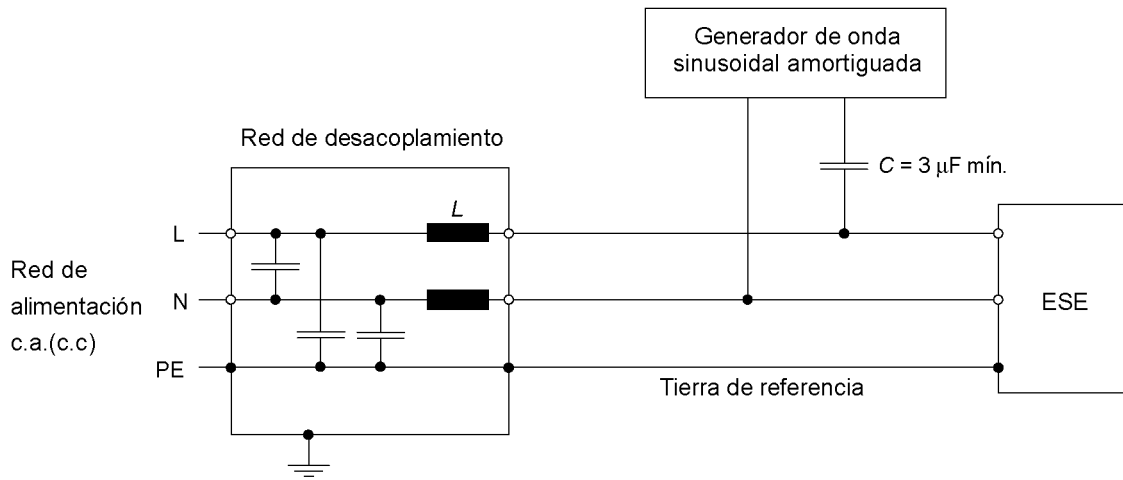 Generador de onda
sinusoidal amortiguada
Red de desacoplamiento
C = 3 μF mín.
L
L
Red de
alimentación
c.a.(c.c)
N
ESE
PE
Tierra de referencia